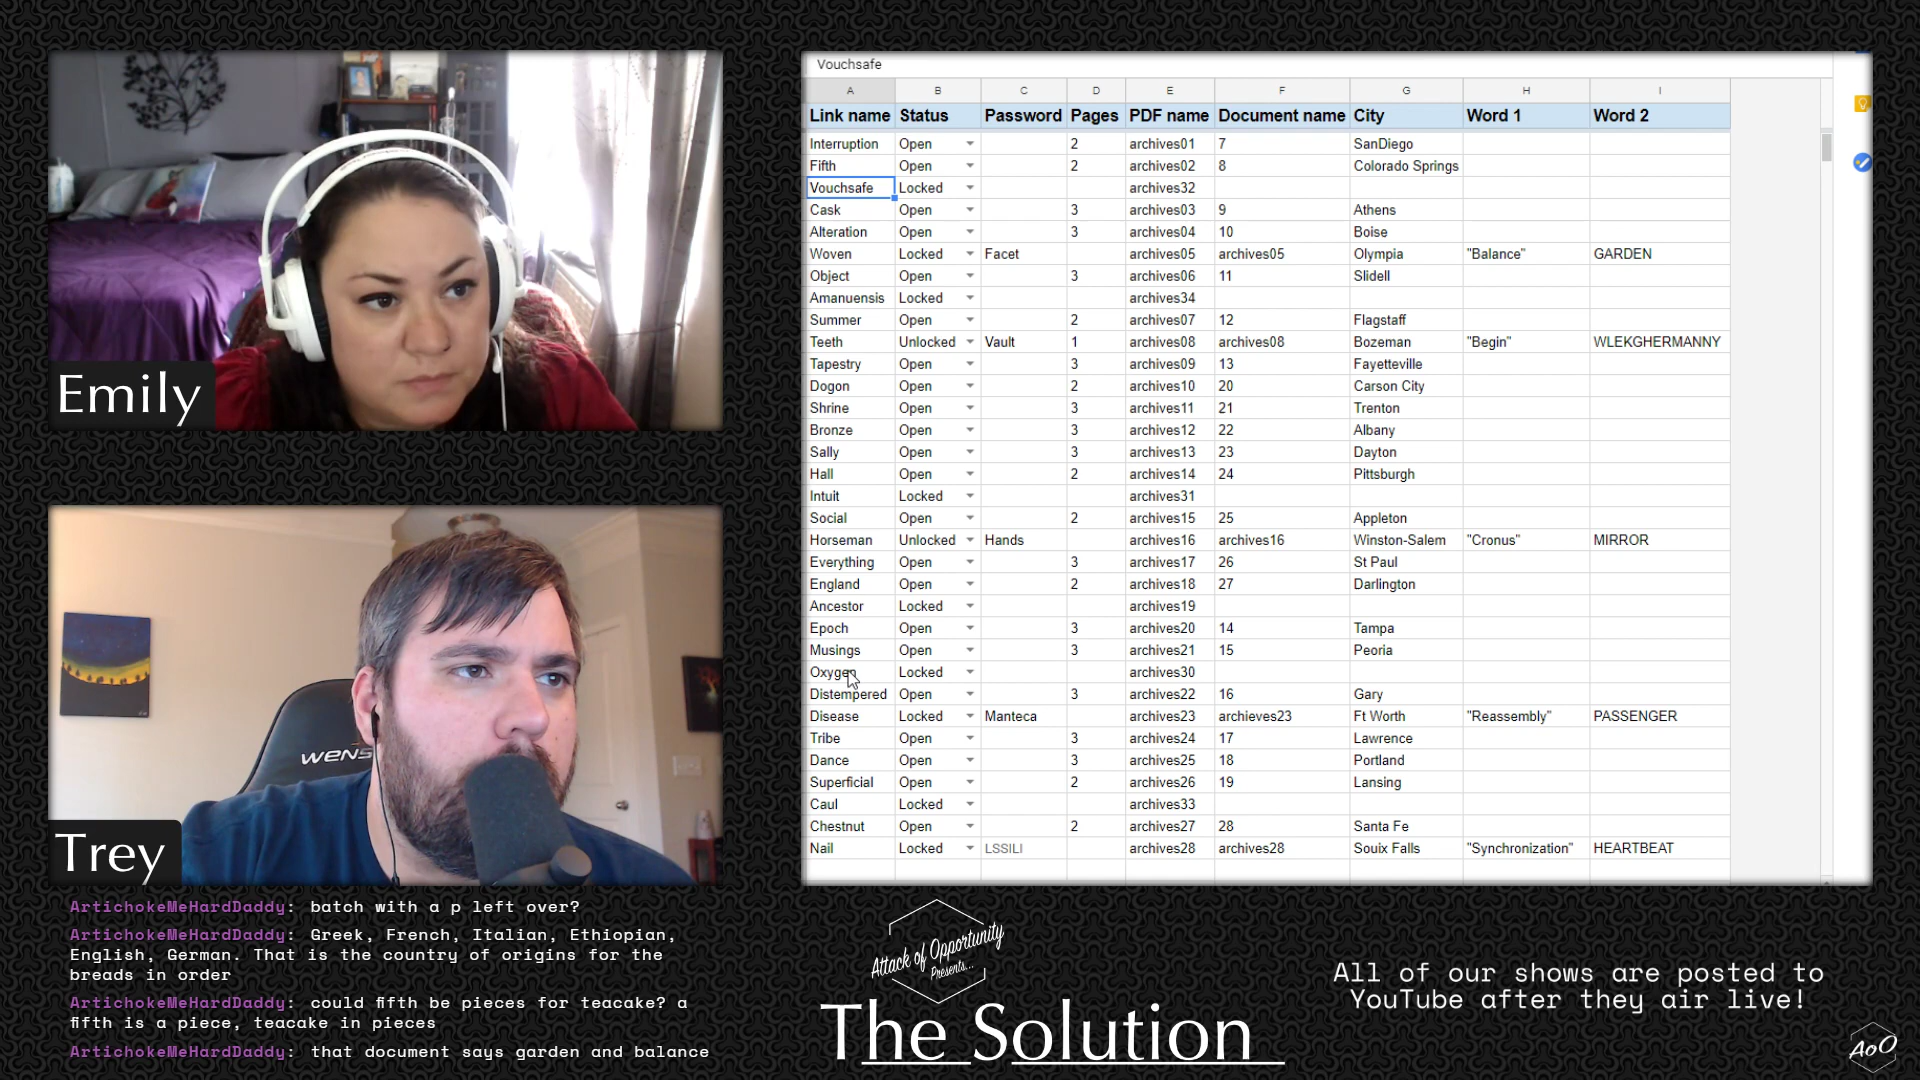 Emily
WENS
Trey
ArtichokeMeHardDaddy: batch with a p left over?
ArtichokeMeHardDaddy: Greek, French, Italian, Ethiopian,
English, German. That is the country of origins for the
breads in order
ArtichokeMeHardDaddy: could fifth be pieces for teacake? a
fifth is a piece, teacake in pieces
ArtichokeMeHardDaddy: that document says garden and balance
Vouchsafe
A B C D E F G H I
Link name Status Password Pages PDF name Document name City Word 1 Word 2
Interruption Open 2 archives01 7 SanDiego
Fifth Open 2 archives02 8 Colorado Springs
Vouchsafe Locked archives32
Cask Open 3 archives03 9 Athens
Alteration Open 3 archives04 10 Boise
Woven Locked Facet archives05 archives05 Olympia "Balance" GARDEN
Object Open 3 archives06 11 Slidell
Amanuensis Locked archives34
Summer Open 2 archives07 12 Flagstaff
Teeth Unlocked Vault 1 archives08 archives08 Bozeman "Begin" WLEKGHERMANNY
Tapestry Open 3 archives09 13 Fayetteville
Dogon Open 2 archives10 20 Carson City
Shrine Open 3 archives11 21 Trenton
Bronze Open 3 archives12 22 Albany
Sally Open 3 archives13 23 Dayton
Hall Open 2 archives14 24 Pittsburgh
Intuit Locked archives31
Social Open 2 archives15 25 Appleton
Horseman Unlocked Hands archives16 archives16 Winston-Salem "Cronus" MIRROR
Everything Open 3 archives17 26 St Paul
England Open 2 archives18 27 Darlington
Ancestor Locked archives19
Epoch Open 3 archives20 14 Tampa
Musings Open 3 archives21 15 Peoria
Oxygen Locked archives30
Distempered Open 3 archives22 16 Gary
Disease Locked Manteca archives23 archieves23 Ft Worth "Reassembly" PASSENGER
Tribe Open 3 archives24 17 Lawrence
Dance Open 3 archives25 18 Portland
Superficial Open 2 archives26 19 Lansing
Caul Locked archives33
Chestnut Open 2 archives27 28 Santa Fe
Nail Locked LSSILI archives28 archives28 Souix Falls "Synchronization" HEARTBEAT
Attack of Opportunity
Presents...
The Solution
All of our shows are posted to
YouTube after they air live!
AoO